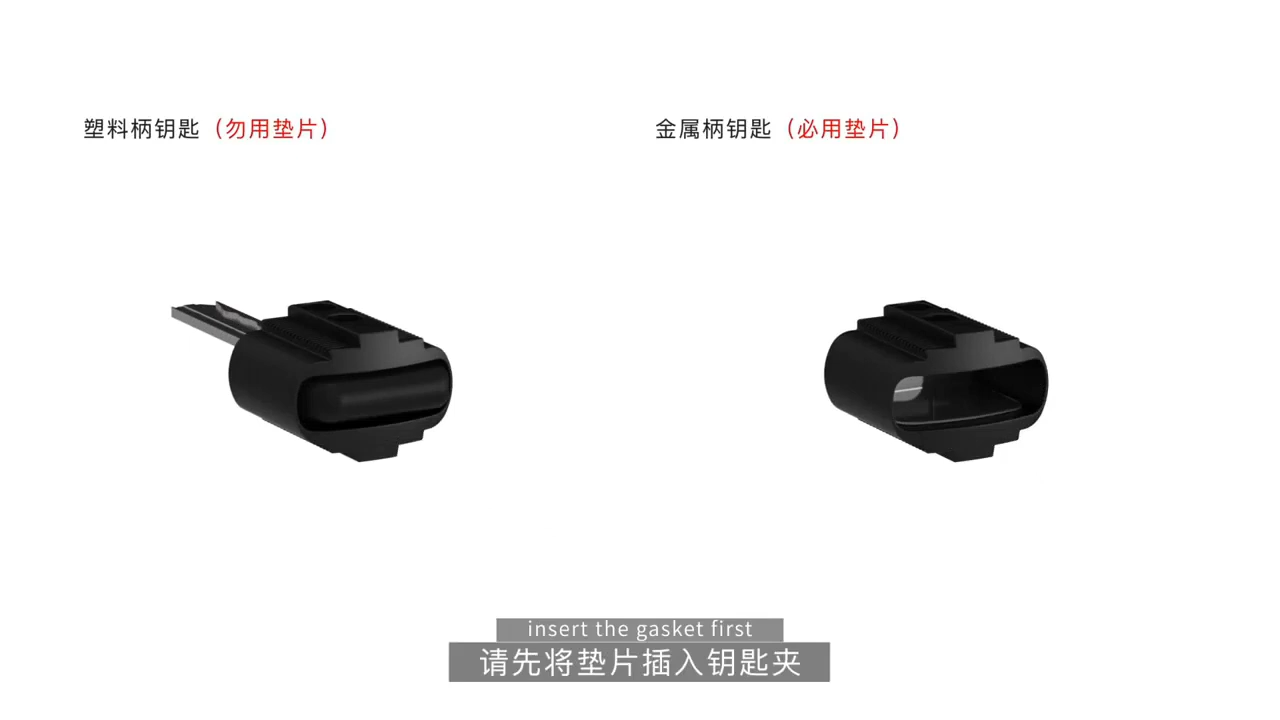 塑料柄钥匙（勿用垫片）
金属柄钥匙（必用垫片）
insert the gasket first
请先将垫片插入钥匙夹